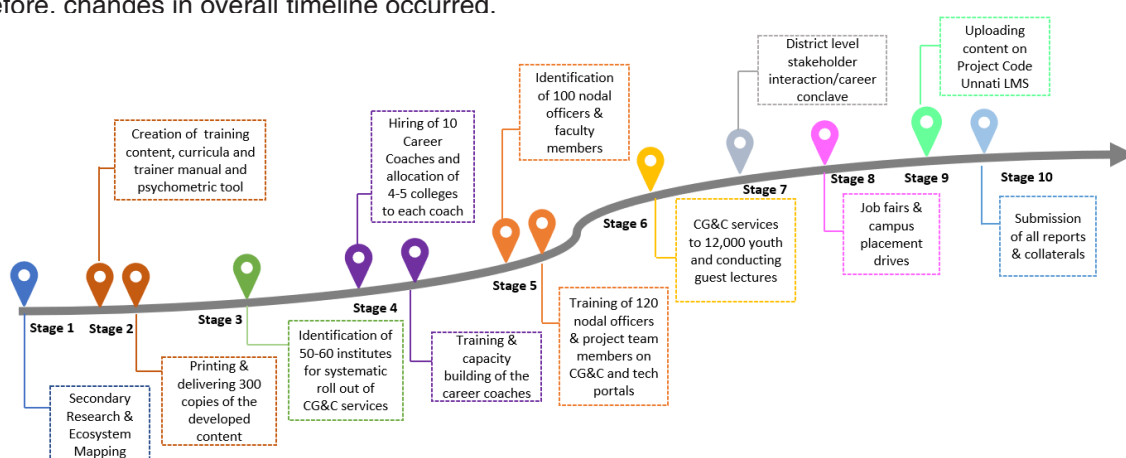 efore, changes in overall timeline occurred.
Uploading
content on
Project Code
Unnati LMS
District level
stakeholder
interaction/career
conclave
Identification
of 100 nodal
officers &
faculty
members
Hiring of 10
Career
Coaches and
allocation of
4-5 colleges
to each coach
Creation of training
content, curricula and
trainer manual and
psychometric tool
Stage 1
Stage 2
Stage 3
Stage 4
Stage 5
Stage 6
Stage 7
Stage 8
Stage 9
Stage 10
Secondary
Research &
Ecosystem
Mapping
Printing &
delivering 300
copies of the
developed
content
Identification of
50-60 institutes
for systematic
roll out of
CG&C services
Training &
capacity
building of the
career coaches
Training of 120
nodal officers
& project team
members on
CG&C and tech
portals
CG&C services
to 12,000 youth
and conducting
guest lectures
Job fairs &
campus
placement
drives
Submission
of all reports
& collaterals